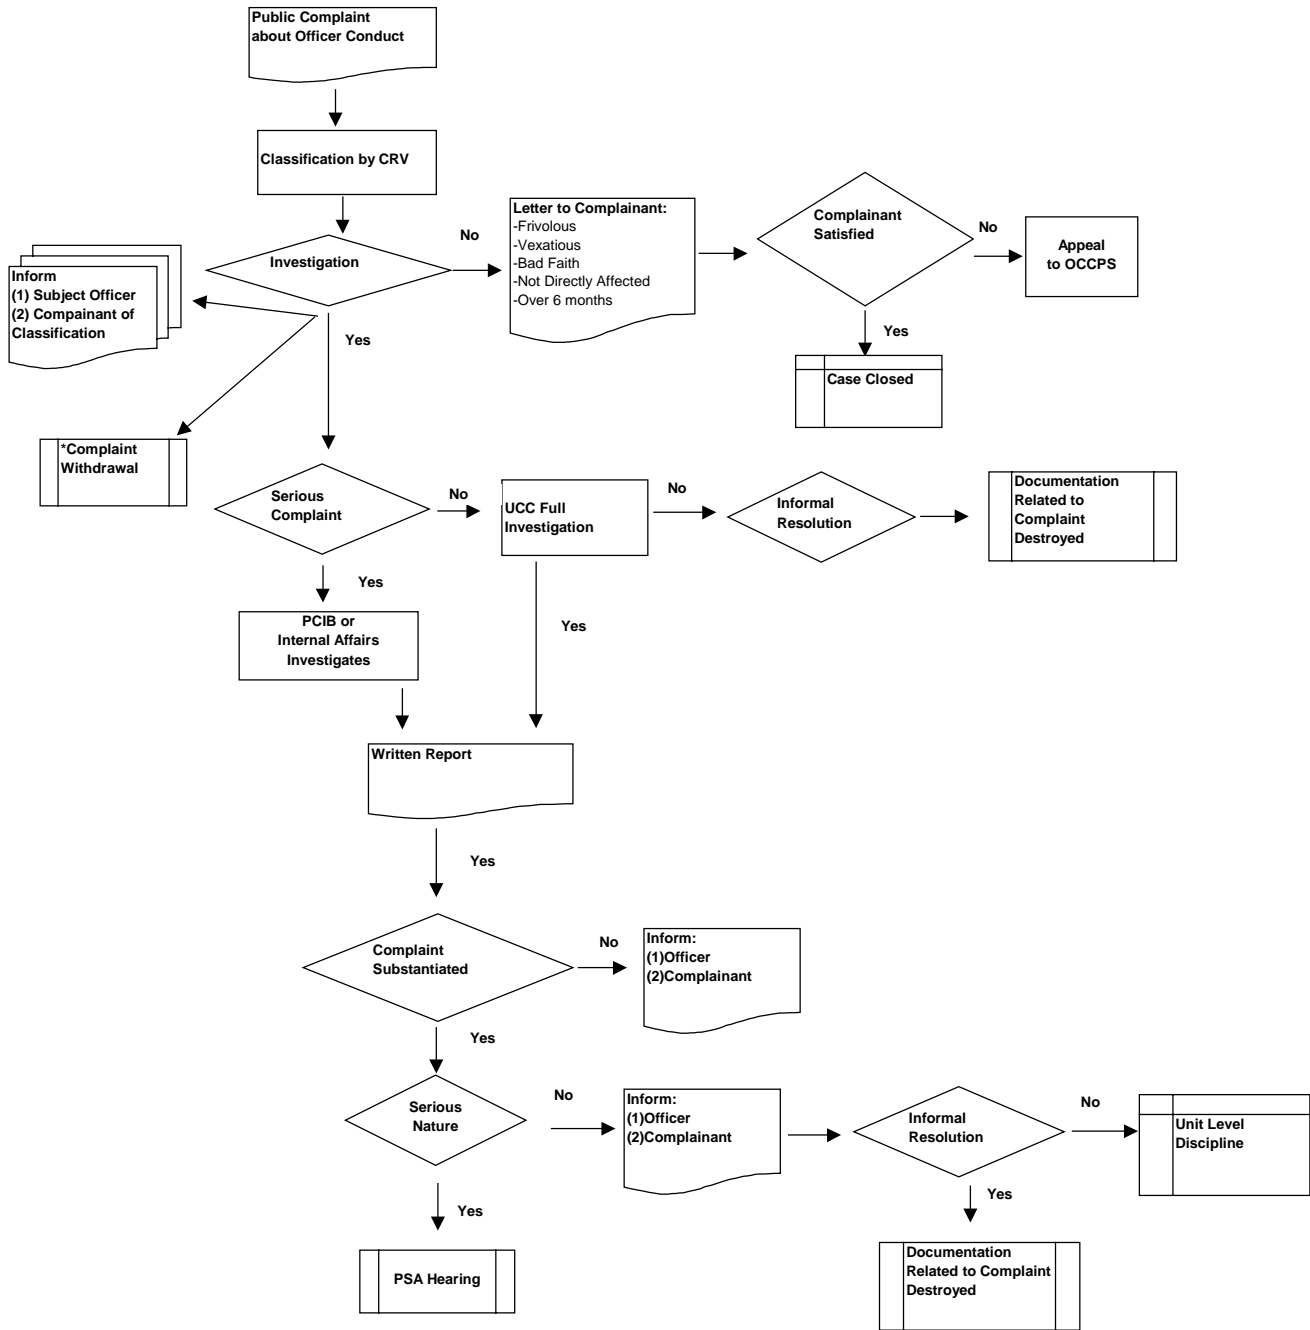 Public Complaint
about Officer Conduct
Classification by CRV
Investigation
No
Letter to Complainant:
-Frivolous
-Vexatious
-Bad Faith
-Not Directly Affected
-Over 6 months
Complainant
Satisfied
No
Appeal
to OCCPS
Inform
(1) Subject Officer
(2) Compainant of
Classification
Yes
Yes
Case Closed
*Complaint
Withdrawal
Serious
Complaint
No
UCC Full
Investigation
No
Informal
Resolution
Documentation
Related to
Complaint
Destroyed
Yes
PCIB or
Internal Affairs
Investigates
Yes
Written Report
Yes
Complaint
Substantiated
No
Inform:
(1)Officer
(2)Complainant
Yes
Serious
Nature
No
Inform:
(1)Officer
(2)Complainant
Informal
Resolution
No
Unit Level
Discipline
Yes
PSA Hearing
Yes
Documentation
Related to Complaint
Destroyed